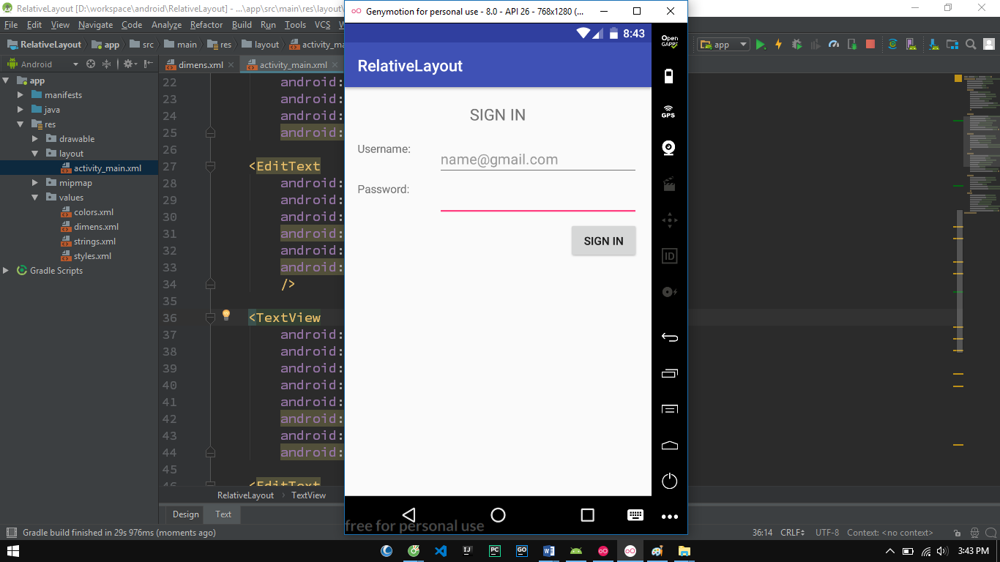 RelativeLayout [D:\workspace\android\RelativeLayout] - ...\app\src\main\res\layout\
Genymotion for personal use - 8.0 - API 26 - 768x1280 (...
File Edit View Navigate Code Analyze Refactor Build Run Tools VCS W
RelativeLayout app src main res layout activity_ma
app
Android
dimens.xml
activity_main.xml
app
manifests
java
res
drawable
layout
activity_main.xml
mipmap
values
colors.xml
dimens.xml
strings.xml
styles.xml
Gradle Scripts
22 android:
23 android:
24 android:
25 android:
26
27 <EditText
28 android:
29 android:
30 android:
31 android:
32 android:
33 android:
34 />
35
36 <TextView
37 android:
38 android:
39 android:
40 android:
41 android:
42 android:
43 android:
44 android:
45
46 <EditText
RelativeLayout TextView
Design Text
8:43
RelativeLayout
SIGN IN
Username:
name@gmail.com
Password:
SIGN IN
free for personal use
Open
GAPPS
GPS
ID
Gradle build finished in 29s 976ms (moments ago)
36:14 CRLF UTF-8 Context: <no context>
IJ PC GO
3:43 PM